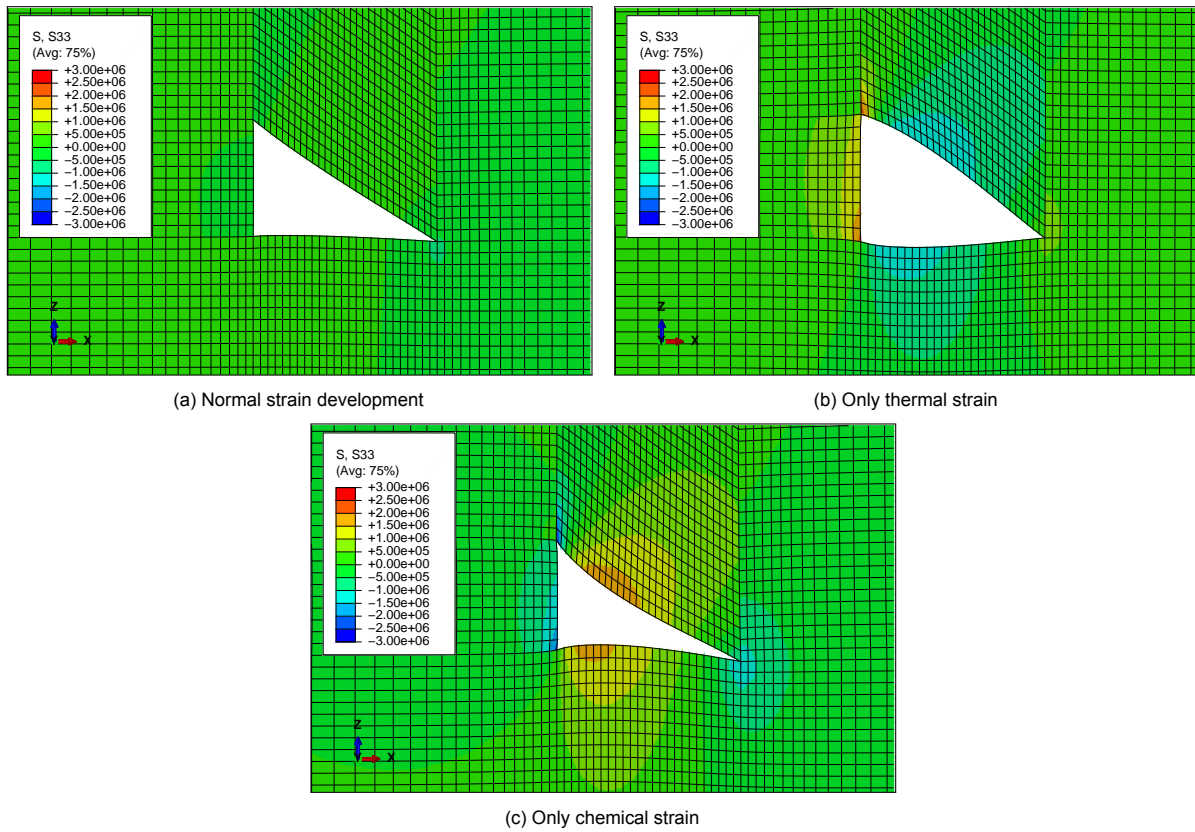 S, S33
(Avg: 75%)
+3.00e+06
+2.50e+06
+2.00e+06
+1.50e+06
+1.00e+06
+5.00e+05
+0.00e+00
−5.00e+05
−1.00e+06
−1.50e+06
−2.00e+06
−2.50e+06
−3.00e+06
Z
X
(a) Normal strain development
S, S33
(Avg: 75%)
+3.00e+06
+2.50e+06
+2.00e+06
+1.50e+06
+1.00e+06
+5.00e+05
+0.00e+00
−5.00e+05
−1.00e+06
−1.50e+06
−2.00e+06
−2.50e+06
−3.00e+06
Z
X
(b) Only thermal strain
S, S33
(Avg: 75%)
+3.00e+06
+2.50e+06
+2.00e+06
+1.50e+06
+1.00e+06
+5.00e+05
+0.00e+00
−5.00e+05
−1.00e+06
−1.50e+06
−2.00e+06
−2.50e+06
−3.00e+06
Z
X
(c) Only chemical strain